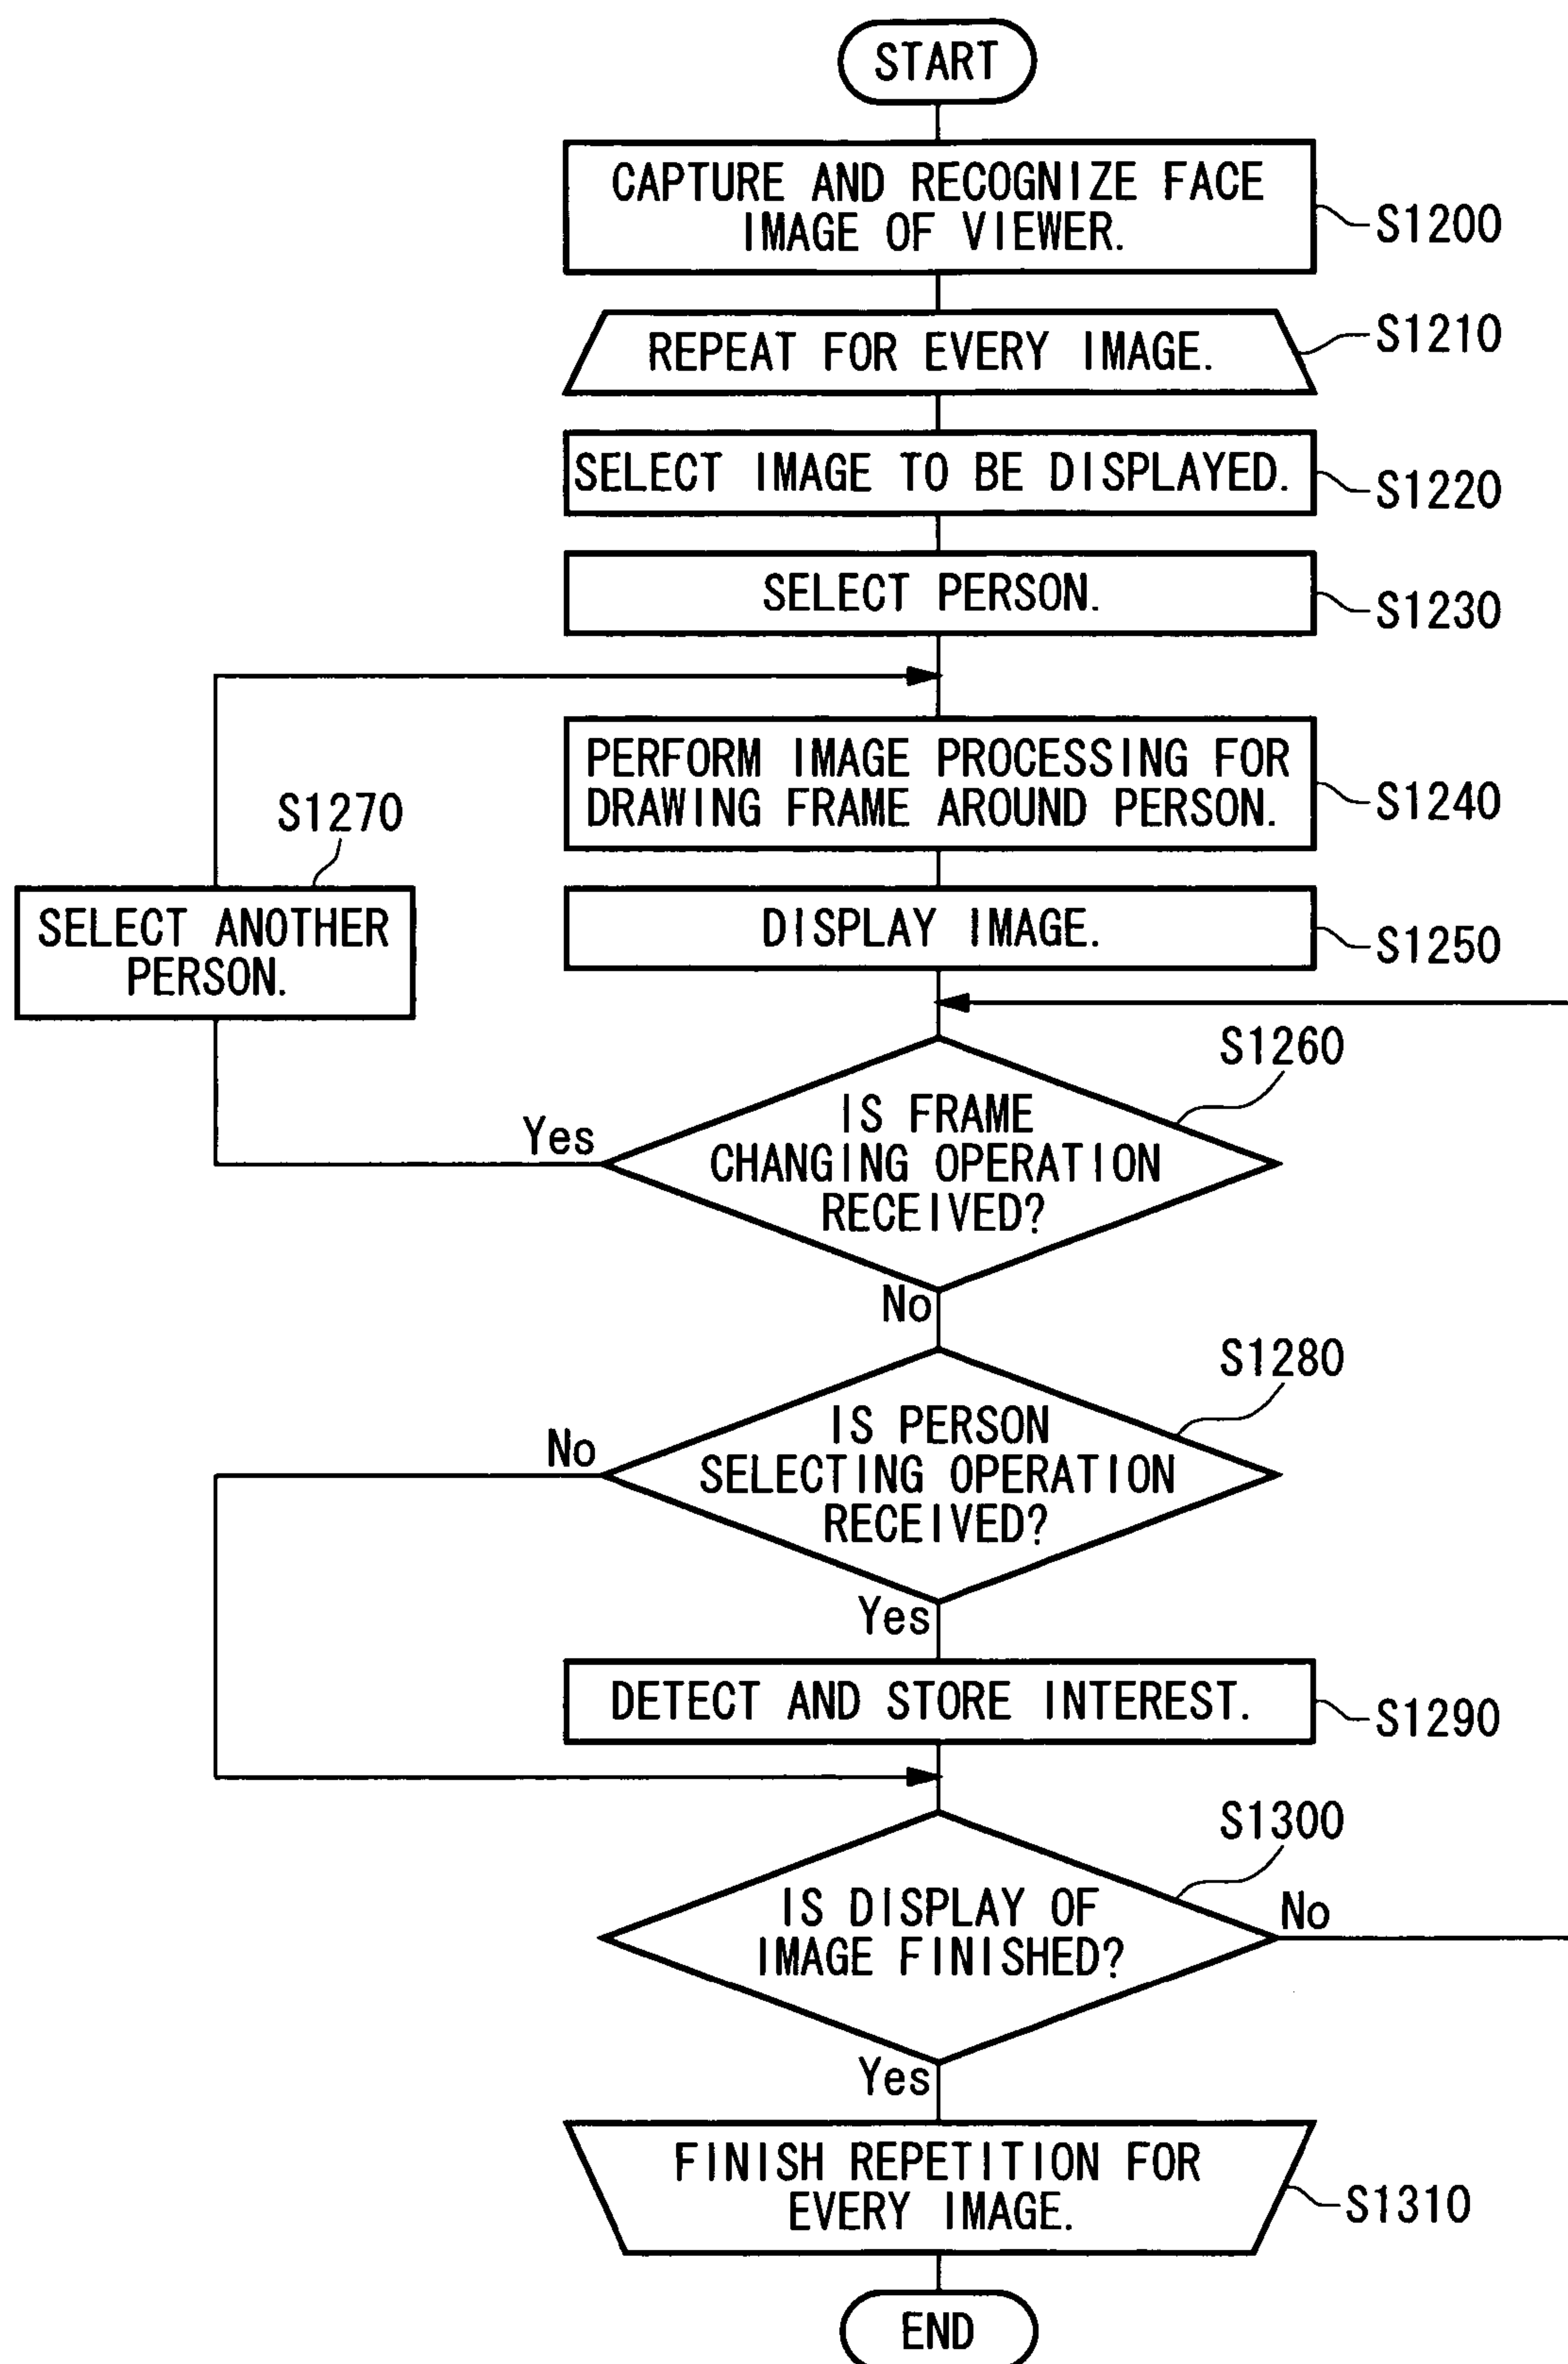 START
CAPTURE AND RECOGNIZE FACE
IMAGE OF VIEWER.
S1200
REPEAT FOR EVERY IMAGE.
S1210
SELECT IMAGE TO BE DISPLAYED.
S1220
SELECT PERSON.
S1230
PERFORM IMAGE PROCESSING FOR
DRAWING FRAME AROUND PERSON.
S1240
S1270
SELECT ANOTHER
PERSON.
DISPLAY IMAGE.
S1250
S1260
IS FRAME
CHANGING OPERATION
RECEIVED?
Yes
No
S1280
IS PERSON
SELECTING OPERATION
RECEIVED?
No
Yes
DETECT AND STORE INTEREST.
S1290
S1300
IS DISPLAY OF
IMAGE FINISHED?
No
Yes
FINISH REPETITION FOR
EVERY IMAGE.
S1310
END